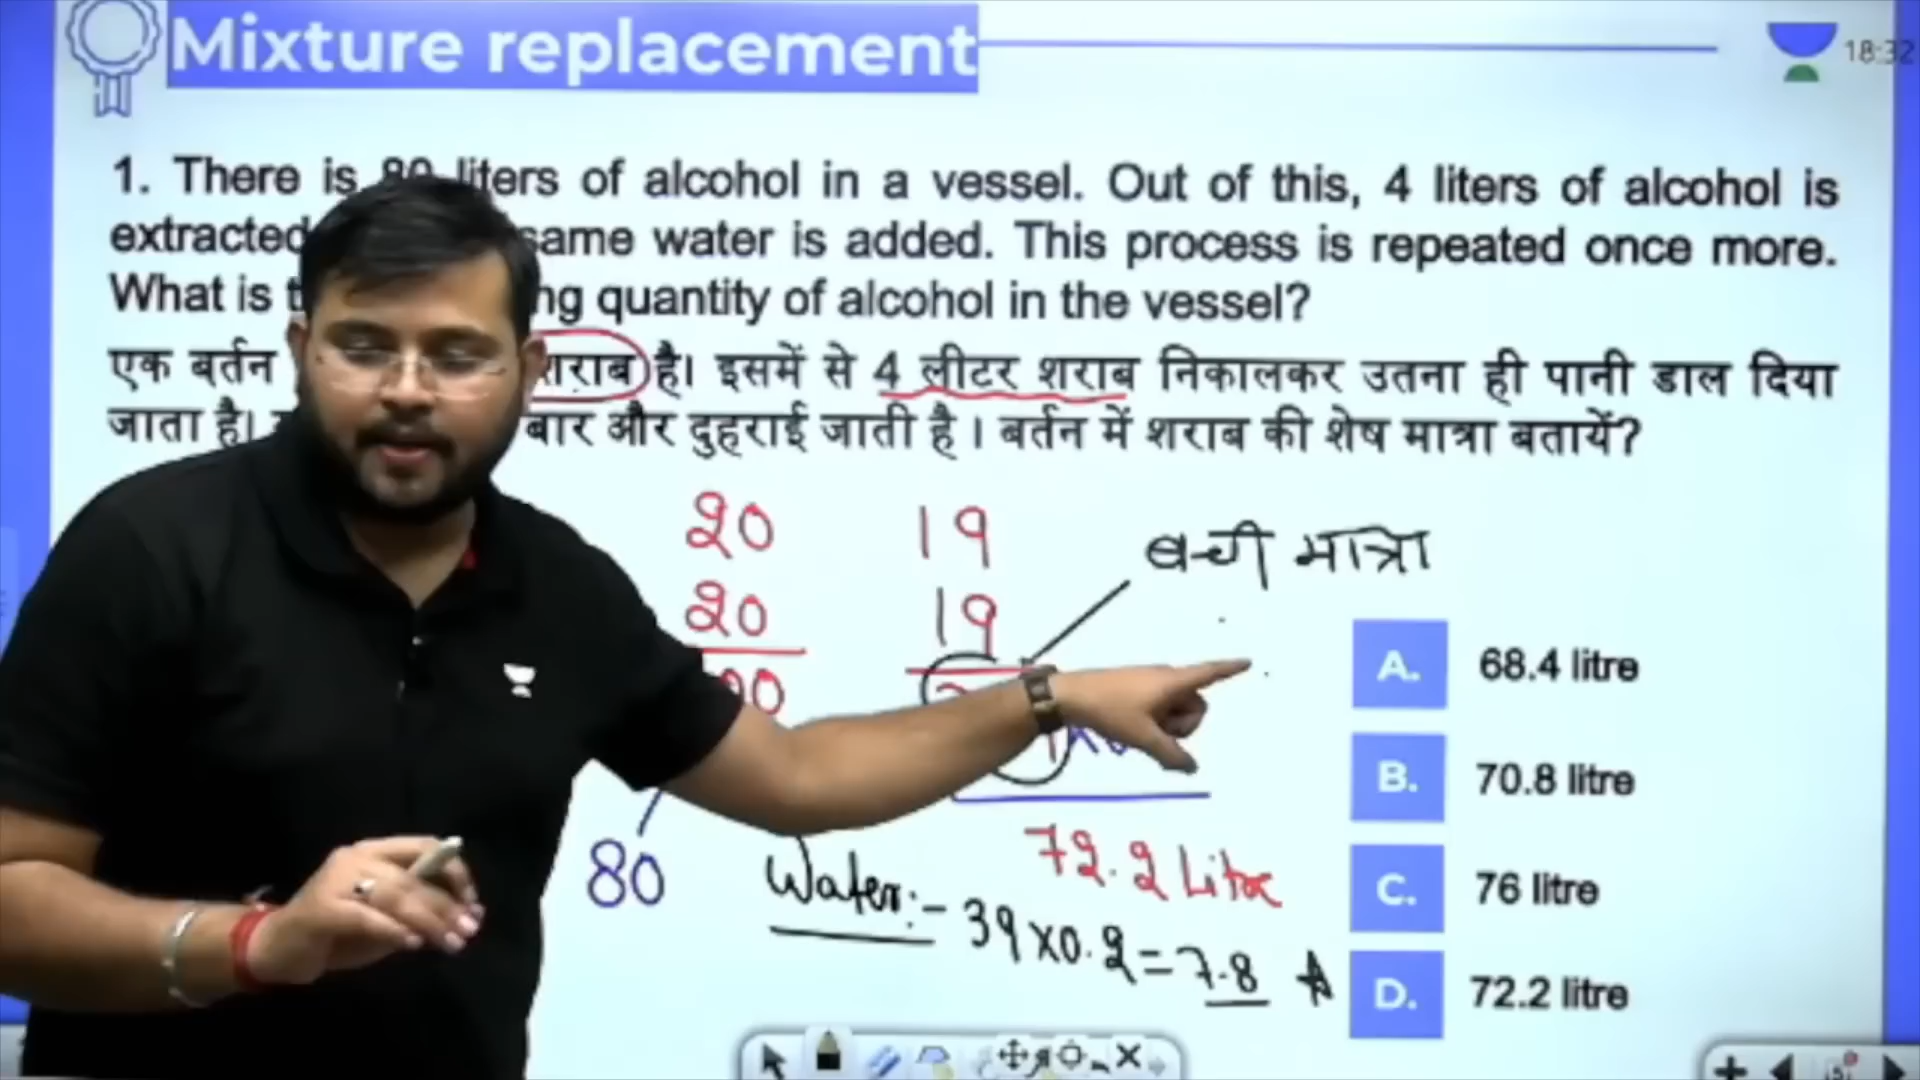 Mixture replacement
18:32
1. There is 80 liters of alcohol in a vessel. Out of this, 4 liters of alcohol is
extracted same water is added. This process is repeated once more.
What is quantity of alcohol in the vessel?
एक बर्तन शराब है। इसमें से 4 लीटर शराब निकालकर उतना ही पानी डाल दिया
जाता है। बार और दुहराई जाती है। बर्तन में शराब की शेष मात्रा बतायें?
20 19
बची मात्रा
20 19
A. 68.4 litre
B. 70.8 litre
80
72.2 Litre
C. 76 litre
Water:- 39×0.2=7.8
D. 72.2 litre